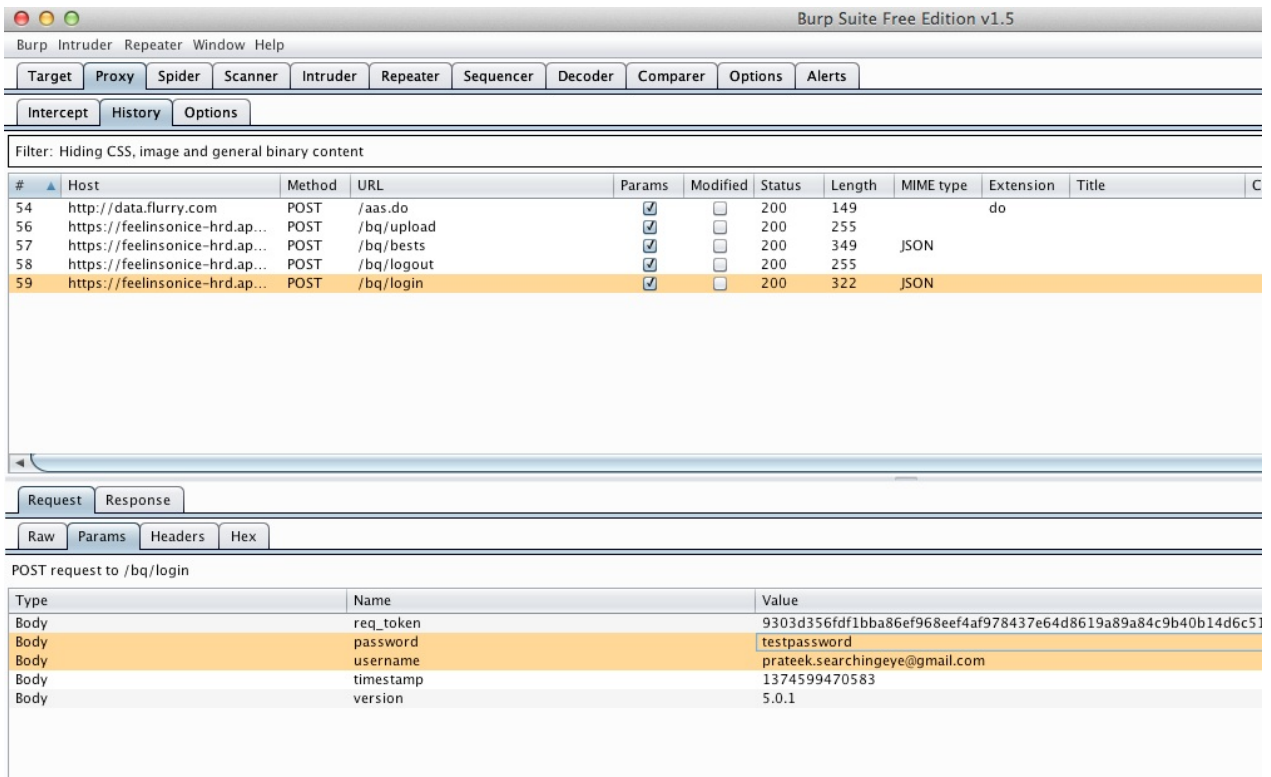 Burp Suite Free Edition v1.5
Burp Intruder Repeater Window Help
Target Proxy Spider Scanner Intruder Repeater Sequencer Decoder Comparer Options Alerts
Intercept History Options
Filter: Hiding CSS, image and general binary content
# Host Method URL Params Modified Status Length MIME type Extension Title C
54 http://data.flurry.com POST /aas.do 200 149 do
56 https://feelinsonice-hrd.ap... POST /bq/upload 200 255
57 https://feelinsonice-hrd.ap... POST /bq/bests 200 349 JSON
58 https://feelinsonice-hrd.ap... POST /bq/logout 200 255
59 https://feelinsonice-hrd.ap... POST /bq/login 200 322 JSON
Request Response
Raw Params Headers Hex
POST request to /bq/login
Type Name Value
Body req_token 9303d356fdf1bba86ef968eef4af978437e64d8619a89a84c9b40b14d6c51
Body password testpassword
Body username prateek.searchingeye@gmail.com
Body timestamp 1374599470583
Body version 5.0.1